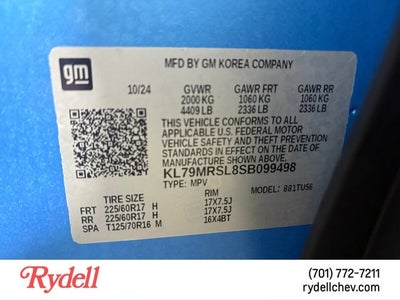 gm
MFD BY GM KOREA COMPANY
10/24 GVWR GAWR FRT GAWR RR
2000 KG 1060 KG 1060 KG
4409 LB 2336 LB 2336 LB
THIS VEHICLE CONFORMS TO ALL
APPLICABLE U.S. FEDERAL MOTOR
VEHICLE SAFETY AND THEFT PREVENTION
STANDARDS IN EFFECT ON THE DATE OF
MANUFACTURE SHOWN ABOVE.
KL79MRSL8SB099498
TYPE: MPV MODEL: 881TU56
TIRE SIZE RIM
FRT 225/60R17 H 17X7.5J
RR 225/60R17 H 17X7.5J
SPA T125/70R16 M 16X4BT
Rydell
(701) 772-7211
rydellchev.com